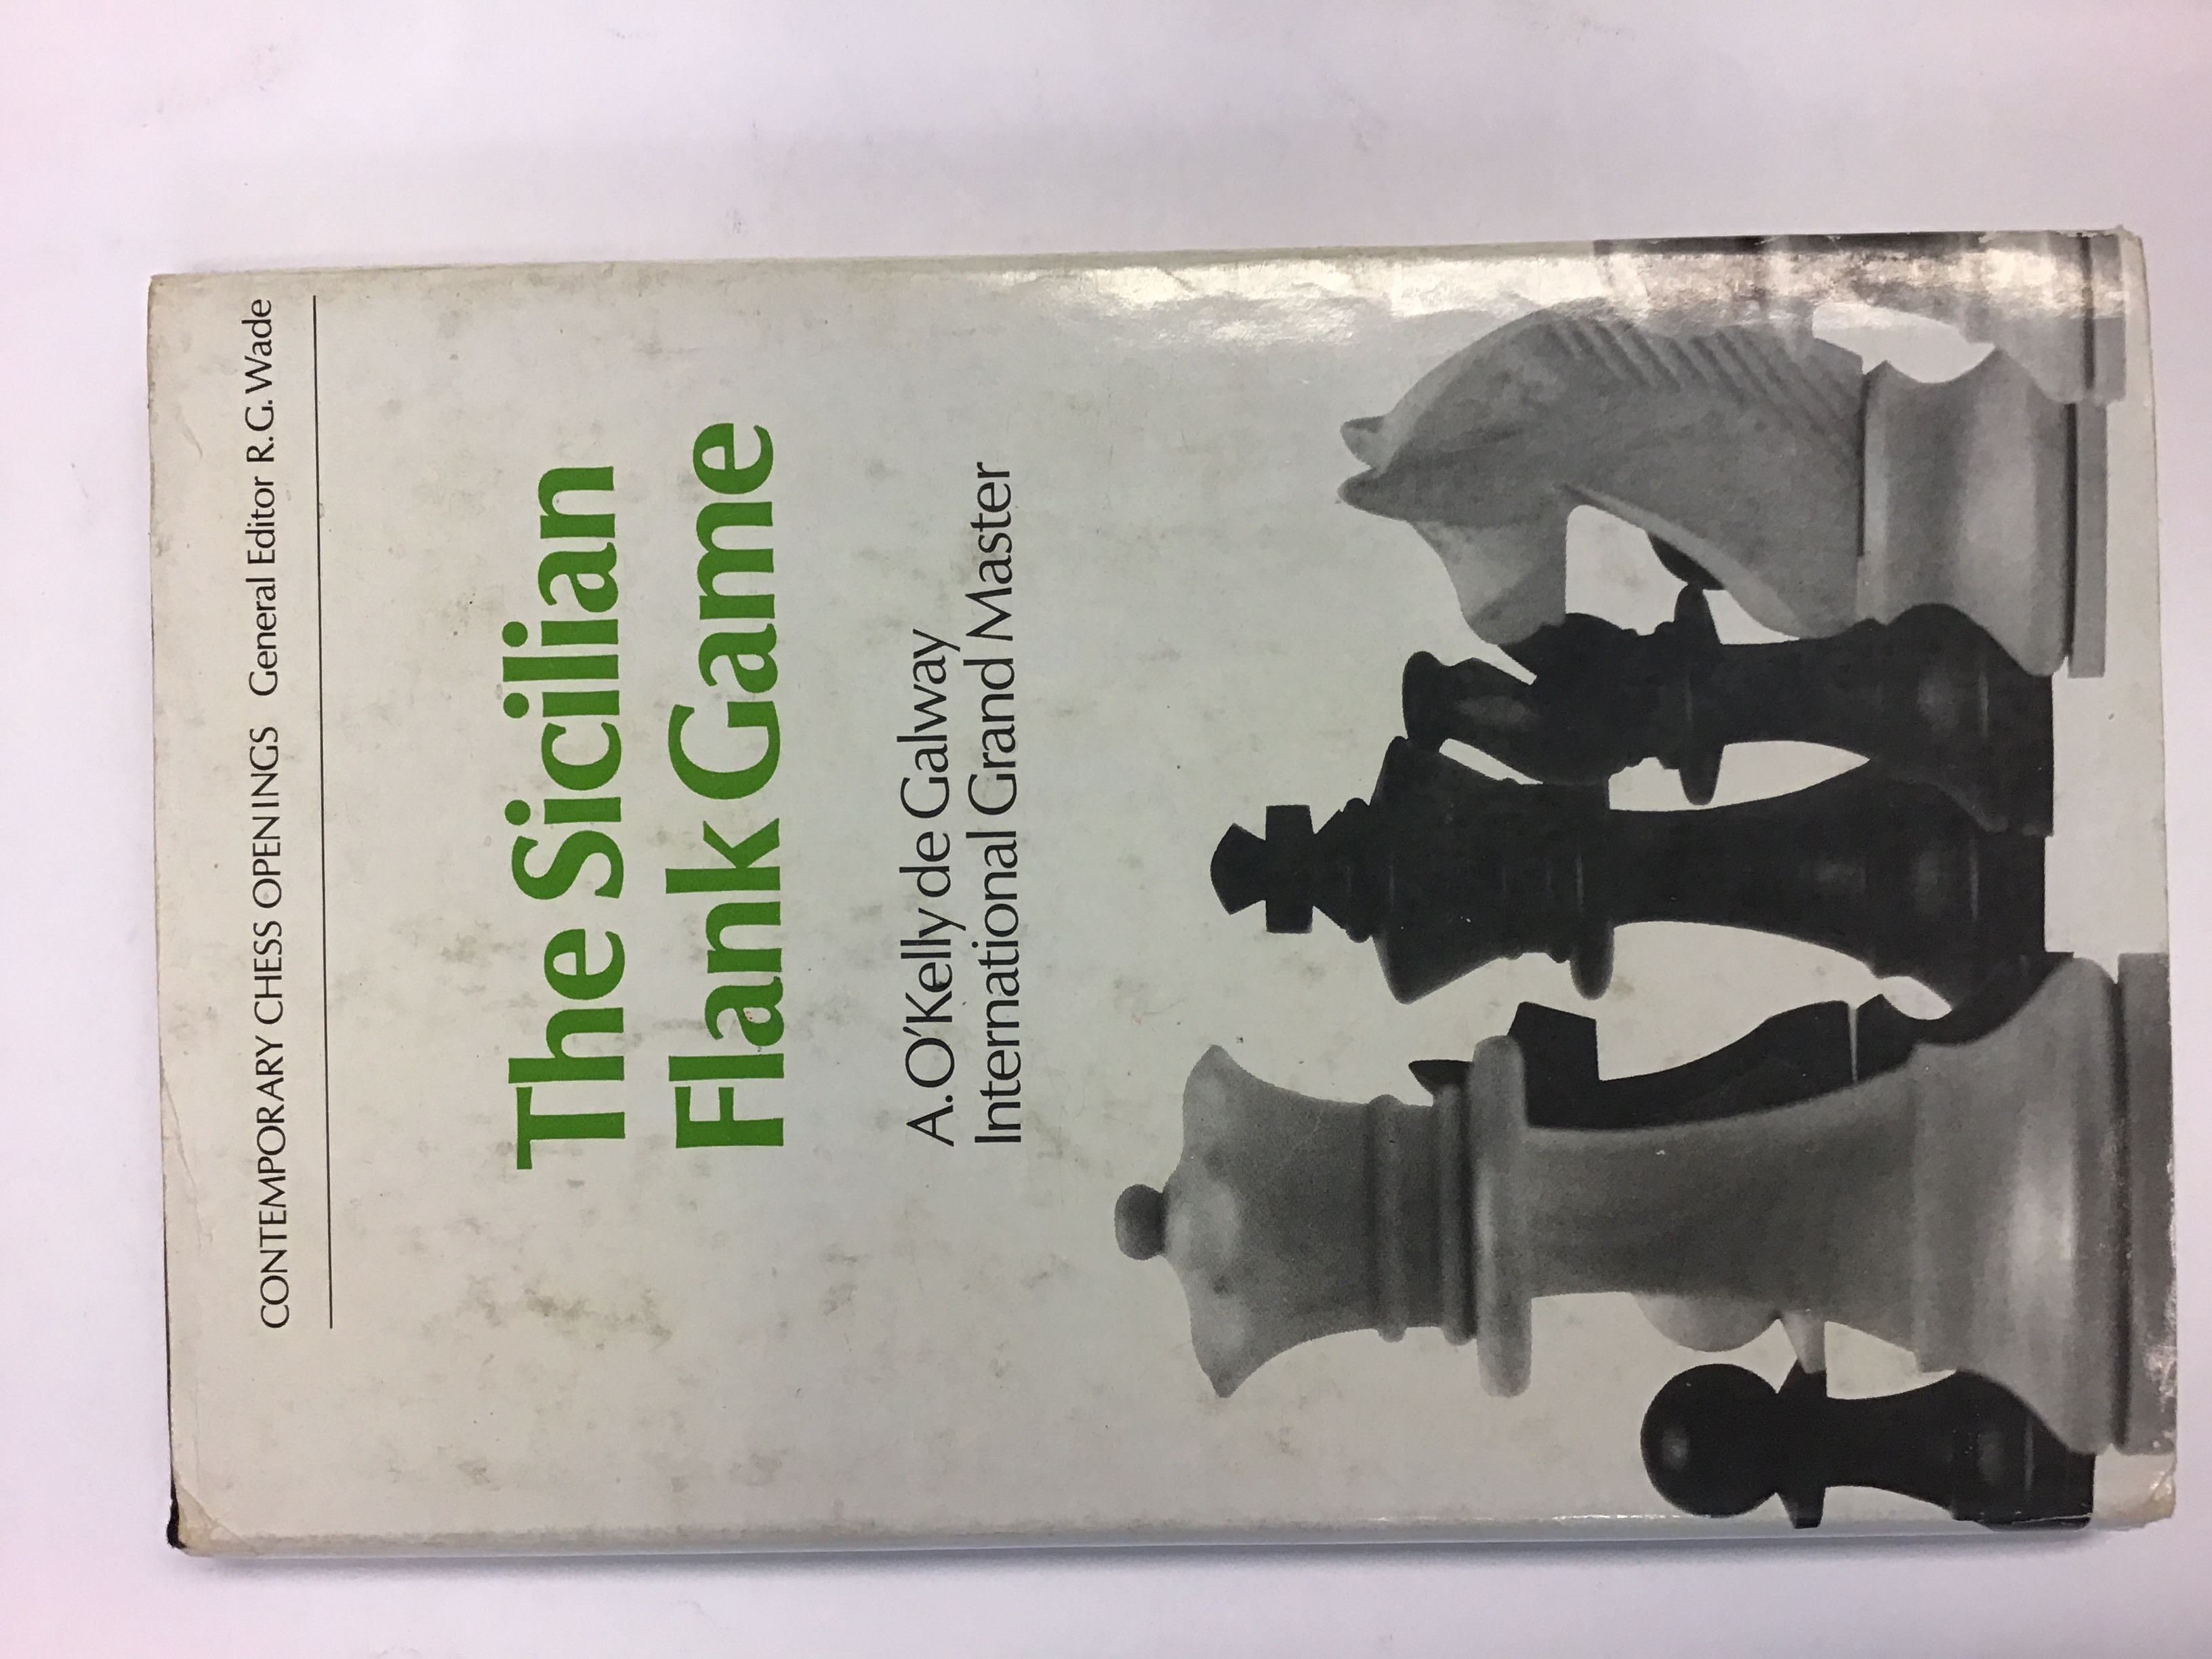 CONTEMPORARY CHESS OPENINGS General Editor R.G.Wade
The Sicilian
Flank Game
A.O'Kelly de Galway
International Grand Master